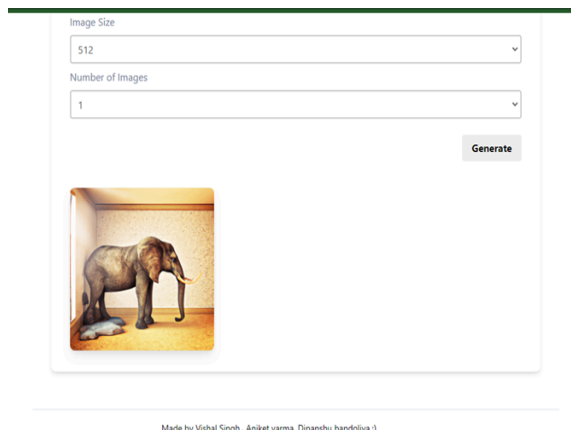 Image Size
512
Number of Images
1
Generate
Made by Vishal Singh , Aniket varma, Dipanshu bandoliya :)